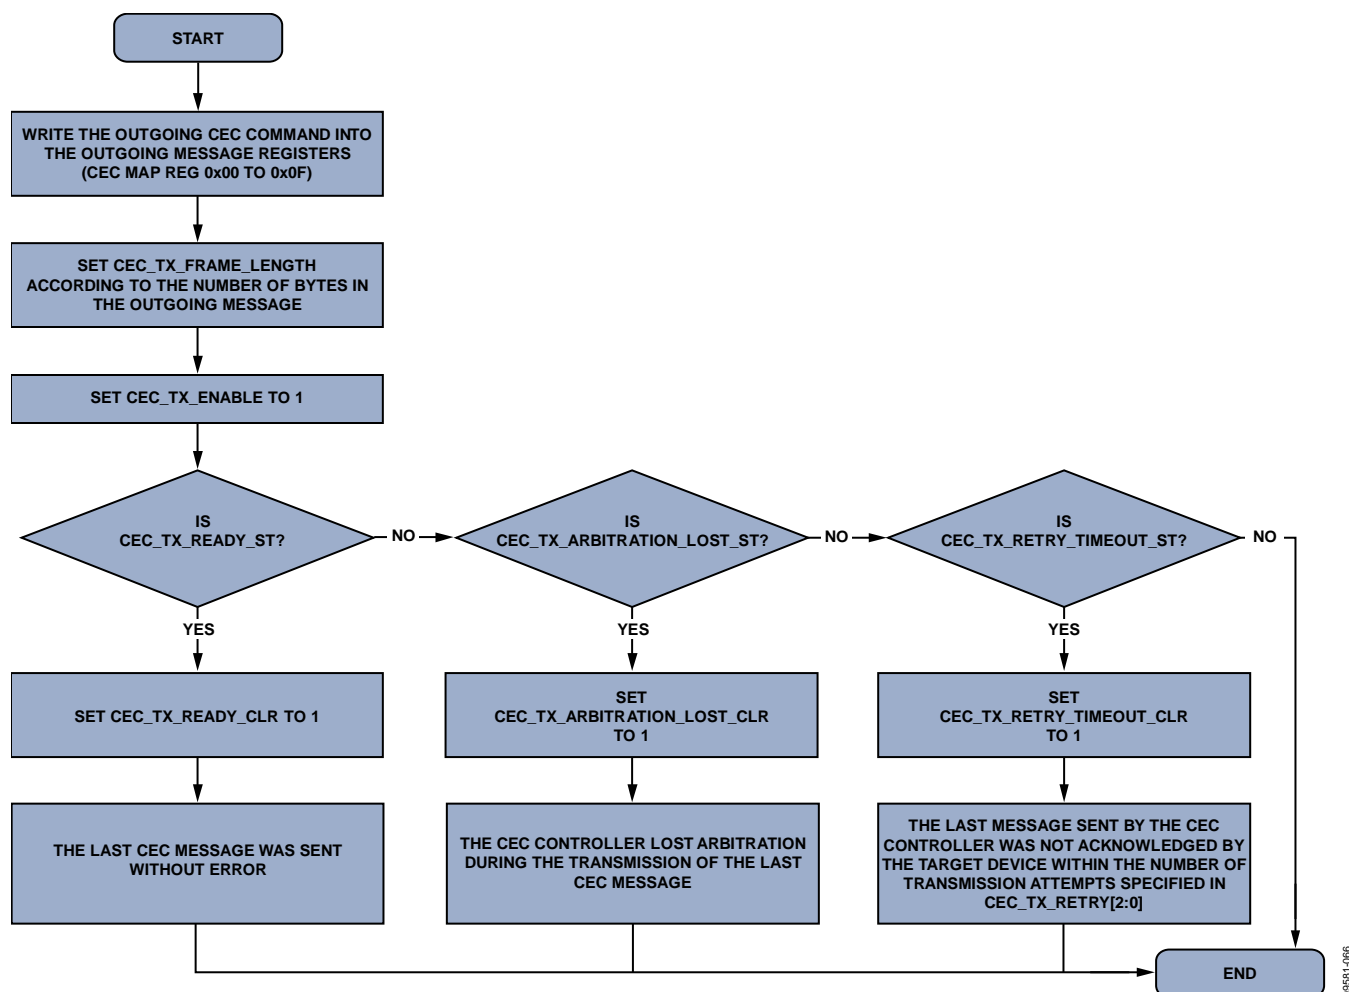 START
WRITE THE OUTGOING CEC COMMAND INTO
THE OUTGOING MESSAGE REGISTERS
(CEC MAP REG 0x00 TO 0x0F)
SET CEC_TX_FRAME_LENGTH
ACCORDING TO THE NUMBER OF BYTES IN
THE OUTGOING MESSAGE
SET CEC_TX_ENABLE TO 1
IS
CEC_TX_READY_ST?
NO
IS
CEC_TX_ARBITRATION_LOST_ST?
NO
IS
CEC_TX_RETRY_TIMEOUT_ST?
NO
YES
YES
YES
SET CEC_TX_READY_CLR TO 1
SET
CEC_TX_ARBITRATION_LOST_CLR
TO 1
SET
CEC_TX_RETRY_TIMEOUT_CLR
TO 1
THE LAST CEC MESSAGE WAS SENT
WITHOUT ERROR
THE CEC CONTROLLER LOST ARBITRATION
DURING THE TRANSMISSION OF THE LAST
CEC MESSAGE
THE LAST MESSAGE SENT BY THE CEC
CONTROLLER WAS NOT ACKNOWLEDGED BY
THE TARGET DEVICE WITHIN THE NUMBER OF
TRANSMISSION ATTEMPTS SPECIFIED IN
CEC_TX_RETRY[2:0]
END
09581-066